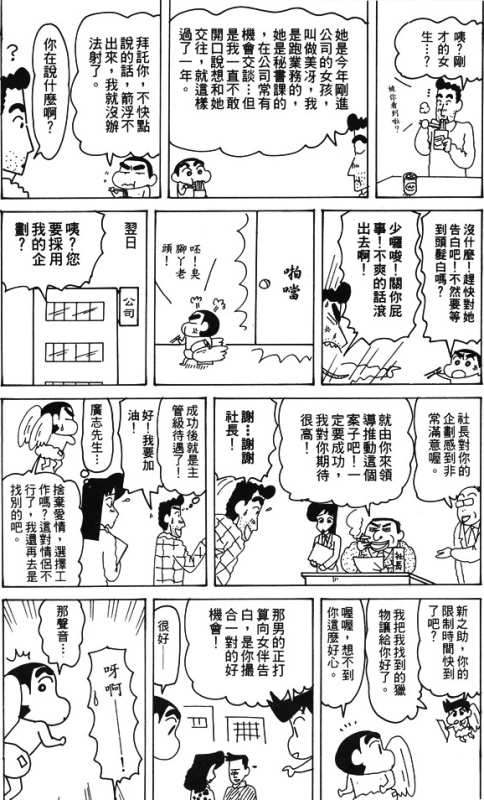 咦？剛
才的女
生…？
被你
看到啦？
她是今年剛進
公司的女孩，
叫做美冴，我
是跑業務的，
她是秘書課的
，在公司常有
機會交談…但
是我一直不敢
開口說想和她
交往，就這樣
過了一年。
拜託你，不快點
說的話，箭浮不
出來，我就沒辦
法射了。
？
你在說什麼啊？
沒什麼！趕快對她
告白吧！不然要等
到頭髮白嗎？
少囉唆！關你屁
事！不爽的話滾
出去啊！
啪
噹
呸！臭
腳丫老
頭！
翌日
公司
咦？您
要採用
我的企
劃？
社長對你的
企劃感到非
常滿意喔。
就由你來領
導推動這個
案子吧！一
定要成功，
我對你期待
很高！
社長
謝…謝謝
社長！
成功後就是主
管級待遇了！
好！我要加
油！
廣志先生…
捨棄愛情，選擇工
作嗎？這對情侶不
行了，我還再去是
找別的吧。
新之助，你的
限制時間快到
了吧？
我把我找到的獵
物讓給你好了。
喔喔，想不到
你這麼好心。
那男的正打
算向女伴告
白，是你撮
合一對的好
機會！
很好——
呀啊——
那聲音…